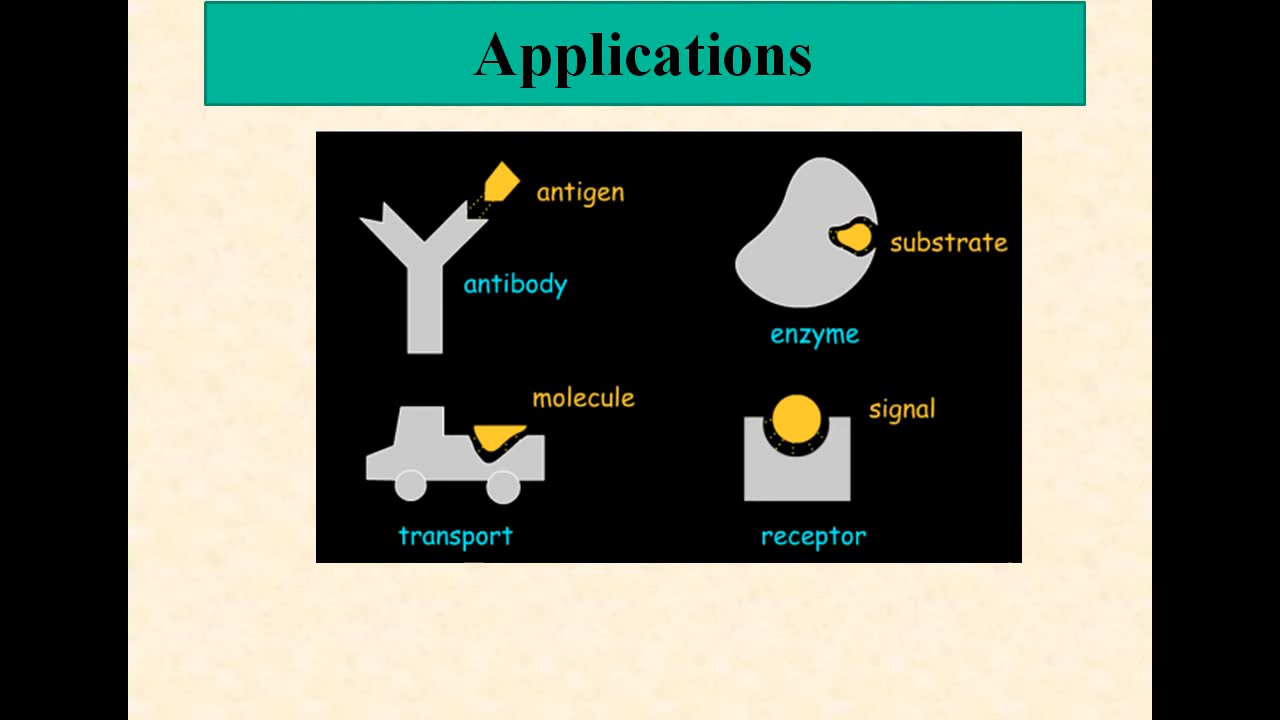 Applications
antigen
antibody
substrate
enzyme
molecule
transport
signal
receptor